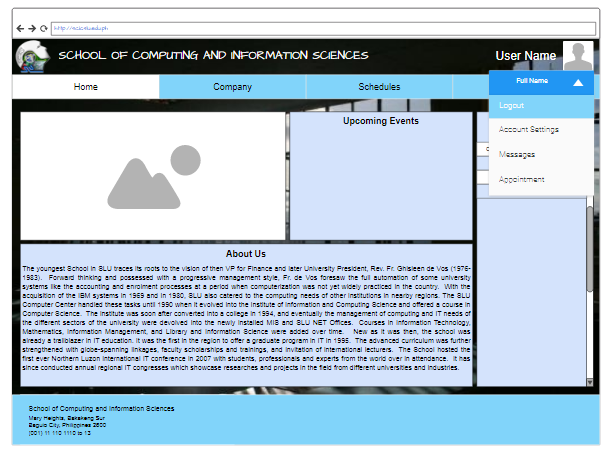 SCHOOL OF COMPUTING AND INFORMATION SCIENCES
User Name
Home
Company
Schedules
Full Name
Logout
Account Settings
Messages
Appointment
Upcoming Events
About Us
The youngest School in SLU traces its roots to the vision of then VP for Finance and later University President, Rev. Fr. Ghisleen de Vos (1976-
1983). Forward thinking and possessed with a progressive management style, Fr. de Vos foresaw the full automation of some university
systems like the accounting and enrolment processes at a period when computerization was not yet widely practiced in the country. With the
acquisition of the IBM systems in 1969 and in 1980, SLU also catered to the computing needs of other institutions in nearby regions. The SLU
Computer Center handled these tasks until 1990 when it evolved into the Institute of Information and Computing Science and offered a course in
Computer Science. The institute was soon after converted into a college in 1994, and eventually the management of computing and IT needs of
the different sectors of the university were devolved into the newly installed MIS and SLU NET Offices. Courses in Information Technology,
Mathematics, Information Management, and Library and Information Science were added over time. New as it was then, the school was
already a trailblazer in IT education. It was the first in the region to offer a graduate program in IT in 1995. The advanced curriculum was further
strengthened with globe-spanning linkages, faculty scholarships and trainings, and invitation of international lecturers. The School hosted the
first ever Northern Luzon International IT conference in 2007 with students, professionals and experts from the world over in attendance. It has
since conducted annual regional IT congresses which showcase researches and projects in the field from different universities and industries.
School of Computing and Information Sciences
Mary Heights, Bakakeng Sur
Baguio City, Philippines 2600
(001) 11 110 1110 to 13